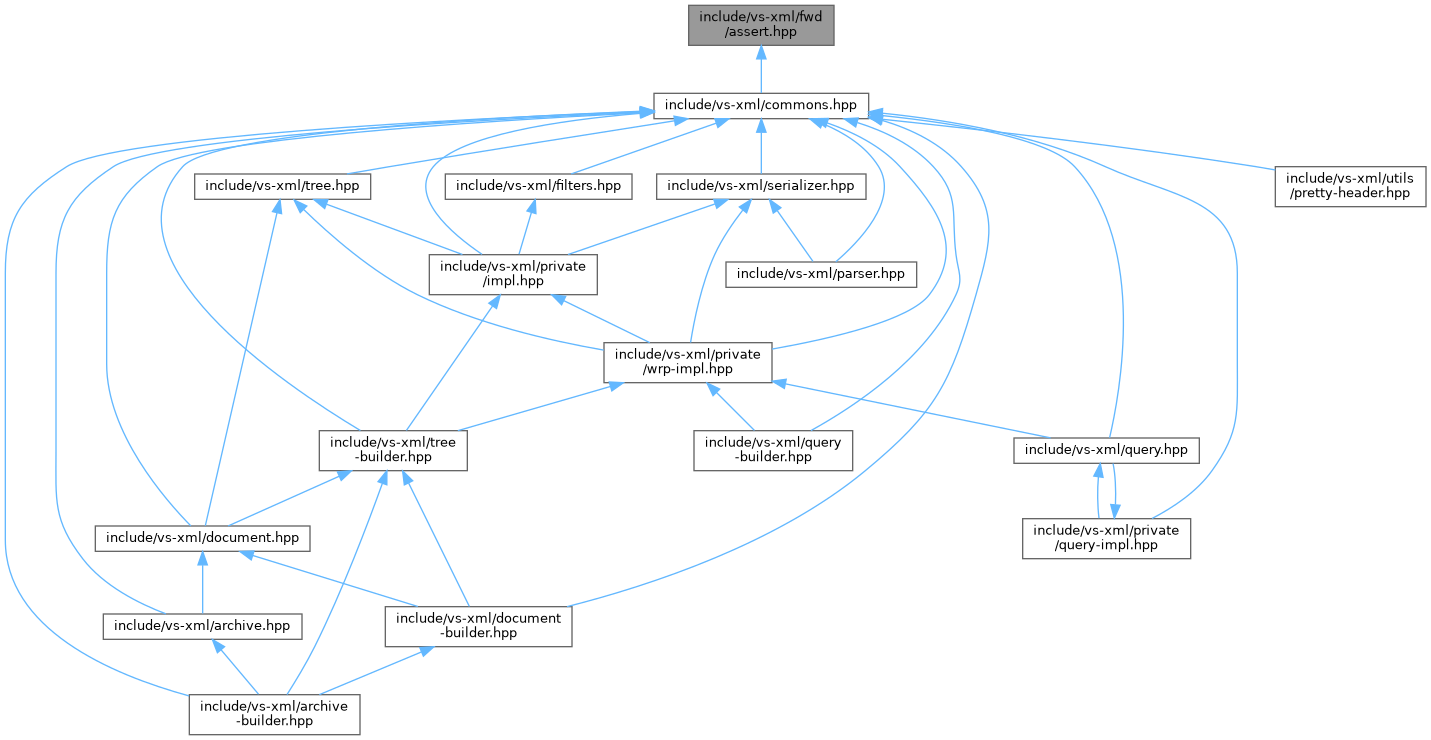 include/vs-xml/fwd
/assert.hpp
include/vs-xml/commons.hpp
include/vs-xml/tree.hpp
include/vs-xml/filters.hpp
include/vs-xml/serializer.hpp
include/vs-xml/utils
/pretty-header.hpp
include/vs-xml/private
/impl.hpp
include/vs-xml/parser.hpp
include/vs-xml/private
/wrp-impl.hpp
include/vs-xml/tree
-builder.hpp
include/vs-xml/query
-builder.hpp
include/vs-xml/query.hpp
include/vs-xml/document.hpp
include/vs-xml/private
/query-impl.hpp
include/vs-xml/archive.hpp
include/vs-xml/document
-builder.hpp
include/vs-xml/archive
-builder.hpp